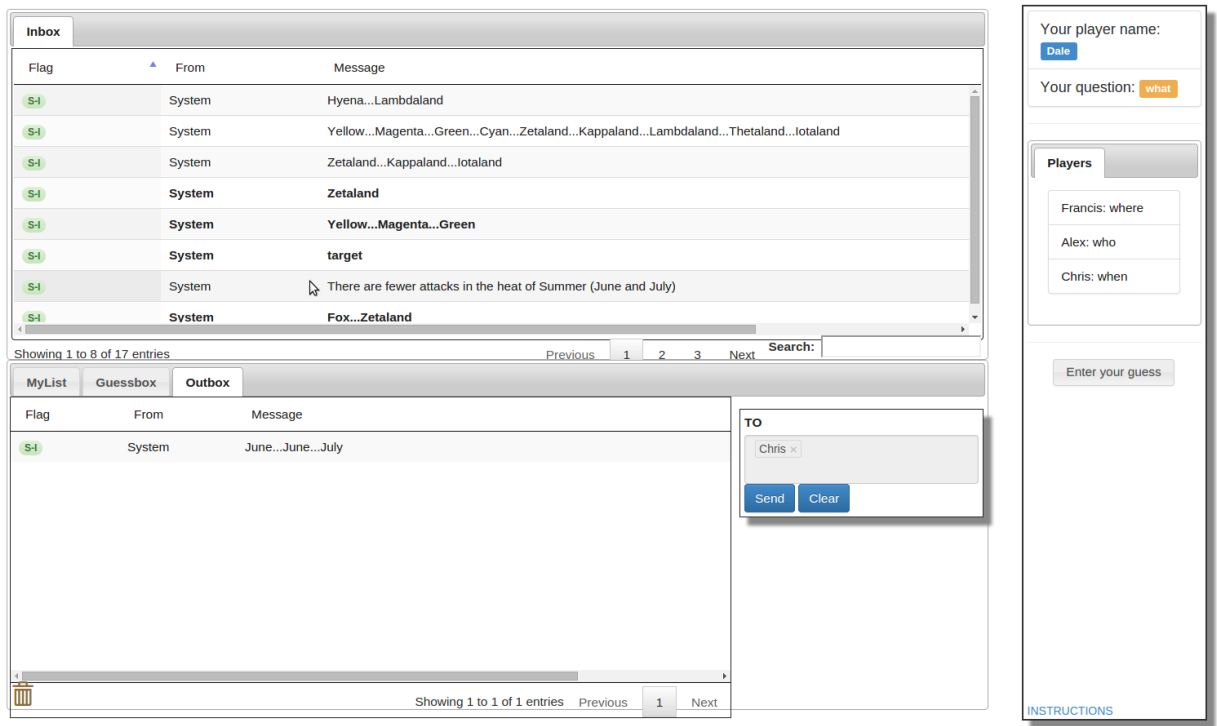 Inbox
Flag From Message
S-I System Hyena...Lambdaland
S-I System Yellow...Magenta...Green...Cyan...Zetaland...Kappaland...Lambdaland...Thetaland...Iotaland
S-I System Zetaland...Kappaland...Iotaland
S-I System Zetaland
S-I System Yellow...Magenta...Green
S-I System target
S-I System There are fewer attacks in the heat of Summer (June and July)
S-I System Fox...Zetaland
Showing 1 to 8 of 17 entries Previous 1 2 3 Next Search:
MyList Guessbox Outbox
Flag From Message
S-I System June...June...July
Showing 1 to 1 of 1 entries Previous 1 Next
TO
Chris ×
Send Clear
Your player name:
Dale
Your question: what
Players
Francis: where
Alex: who
Chris: when
Enter your guess
INSTRUCTIONS